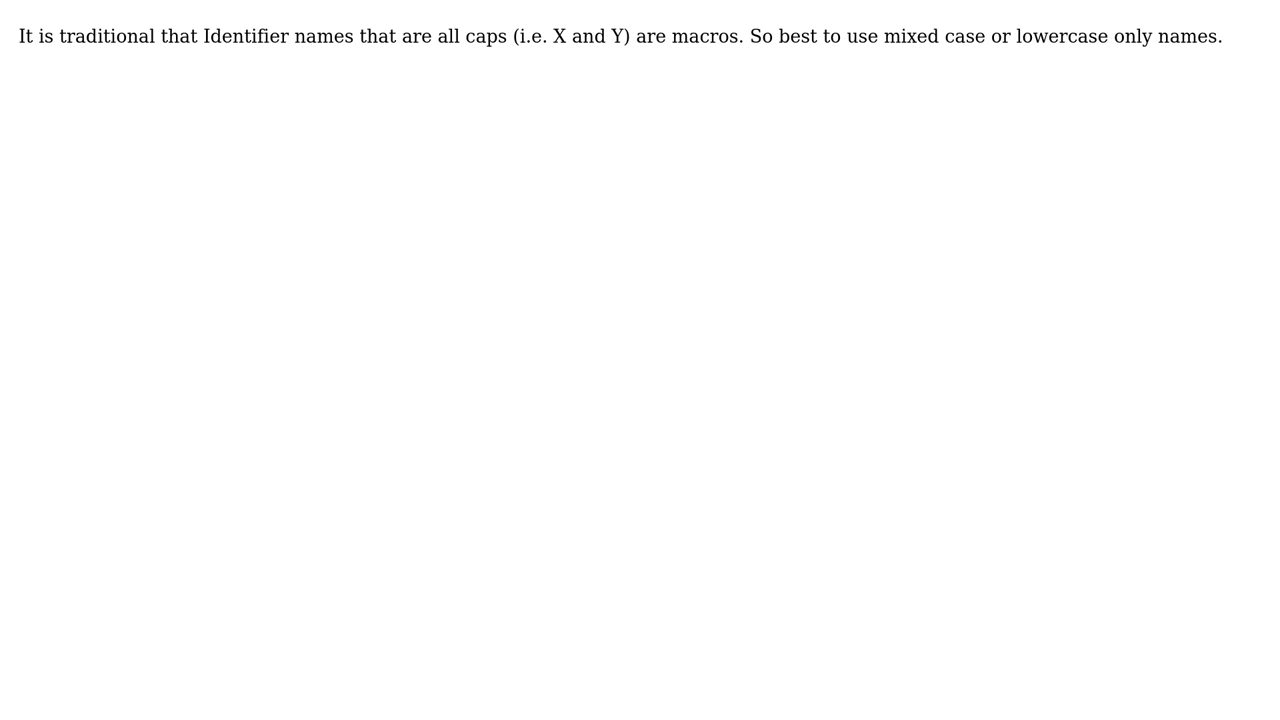 It is traditional that Identifier names that are all caps (i.e. X and Y) are macros. So best to use mixed case or lowercase only names.